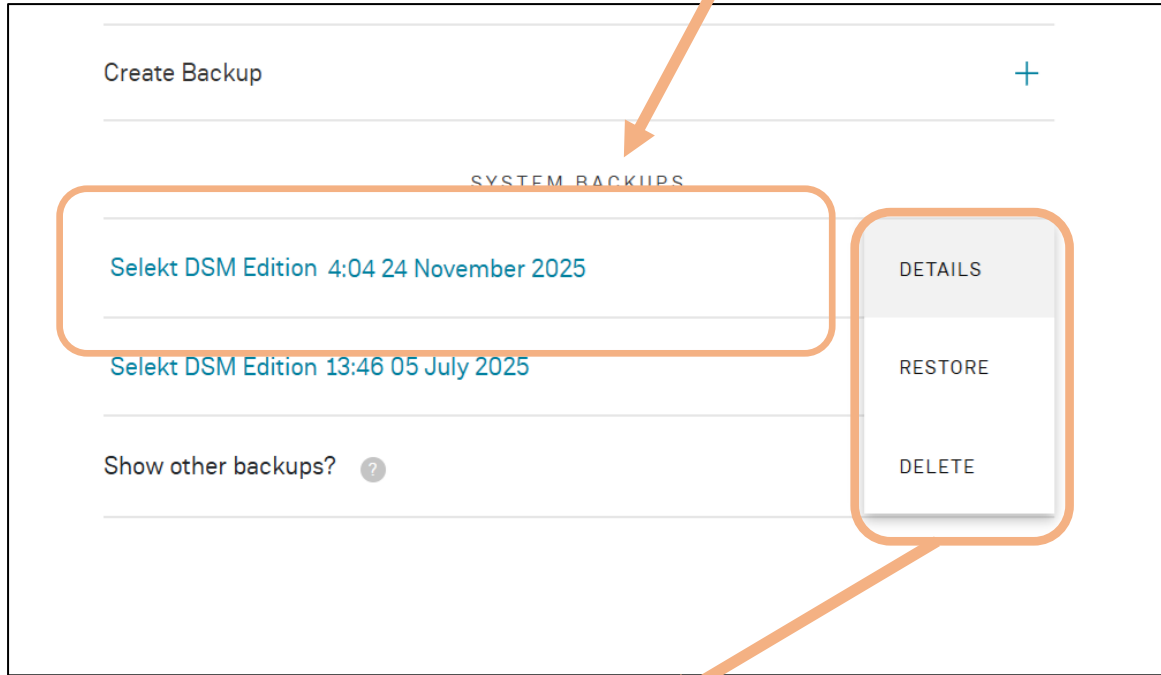 Create Backup
SYSTEM BACKUPS
Selekt DSM Edition 4:04 24 November 2025
DETAILS
Selekt DSM Edition 13:46 05 July 2025
RESTORE
Show other backups? ?
DELETE